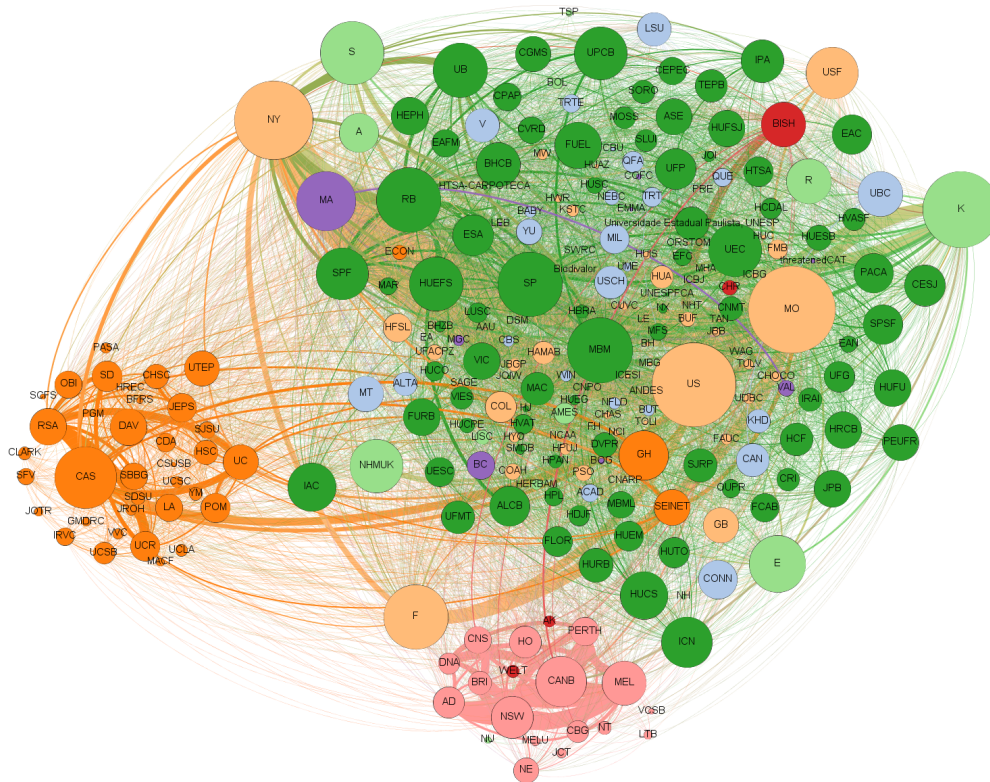 TSP
LSU
S
UB
CGMS
UPCB
IPA
USF
CEPEC
TEPB
BOL
SORO
CPAP
TRTE
NY
HEPH
A
V
CVRD
MOSS
ASE
HUFSJ
BISH
EAC
EAFM
SLUI
FUEL
CBU
MW
BHCB
HUAZ
QFA
UFP
JOI
CQFC
QUE
HTSA
R
UBC
MA
HTSA-CARPOTECA
RB
HUSC
NEBC
TRT
PRE
HWR
KSTC
EMMA
HCDAL
K
BABY
LEB
YU
Universidade Estadual Paulista, UNESP
HVASF
HUESB
ESA
MIL
ORSTOM
UEC
HUC
FMB
ECON
SWRC
HUIS
EFC
UME
MHA
ICBG
threatenedCAT
SPF
MAR
HUEFS
SP
Biodivalor
USCH
HUA
ICBJ
CHR
PACA
CESJ
UNESPFCA
CUVC
NX
NHT
CNMT
MO
LUSC
DSM
HBRA
LE
BUF
TAN
HFSL
BHZB
AAU
MFS
JBB
SPSF
EA
MGC
CBS
MBM
BH
EAN
PASA
UFACPZ
HAMAB
WAG
VIC
JBGP
MBG
TULV
SD
CHSC
UTEP
HUCO
JQIW
WIN
ICESI
CHOCO
UFG
OBI
HREC
MT
ALTA
SAGE
MAC
CNPO
ANDES
US
VAL
HUFU
SCFS
BFRS
VIES
HUEG
NFLD
UDBC
IRAI
PGM
JEPS
COL
HJ
AMES
CHAS
BUT
RSA
DAV
SJSU
FURB
HUCPE
HVAT
FH
TOLI
KHD
HRCB
CDA
HYO
NCI
FAUC
HCF
PEUFR
CLARK
HSC
LISC
SMDB
NGAA
DVPR
CSUSB
UC
NHMUK
UESC
BC
HPUJ
GH
CAN
SFV
CAS
SBBG
UCSC
COAH
HPAN
BOG
SJRP
CRI
YM
IAC
PSO
CNARP
HERBAM
ACAD
SEINET
OUPR
JPB
SDSU
JROH
LA
POM
ALCB
HPL
MBML
FCAB
JOTR
GMDRC
UFMT
HDJF
GB
IRVC
VVC
HUEM
FLOR
HUTO
UCR
UCLA
UCSB
MACF
HURB
CONN
E
HUCS
NH
F
AK
PERTH
CNS
HO
ICN
DNA
WELT
BRI
CANB
MEL
AD
NSW
VCSB
CBG
NT
NU
MELU
LTB
JCT
NE